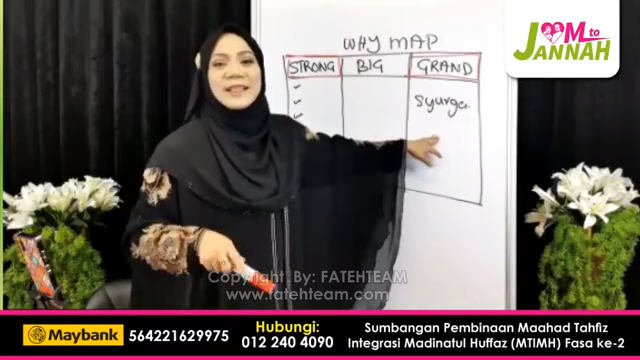 JOM to
JANNAH
WHY MAP
STRONG BIG GRAND
Syurga.
Copyright By: FATEHTEAM
www.fatehteam.com
Maybank 564221629975
Hubungi:
012 240 4090
Sumbangan Pembinaan Maahad Tahfiz
Integrasi Madinatul Huffaz (MTIMH) Fasa ke-2